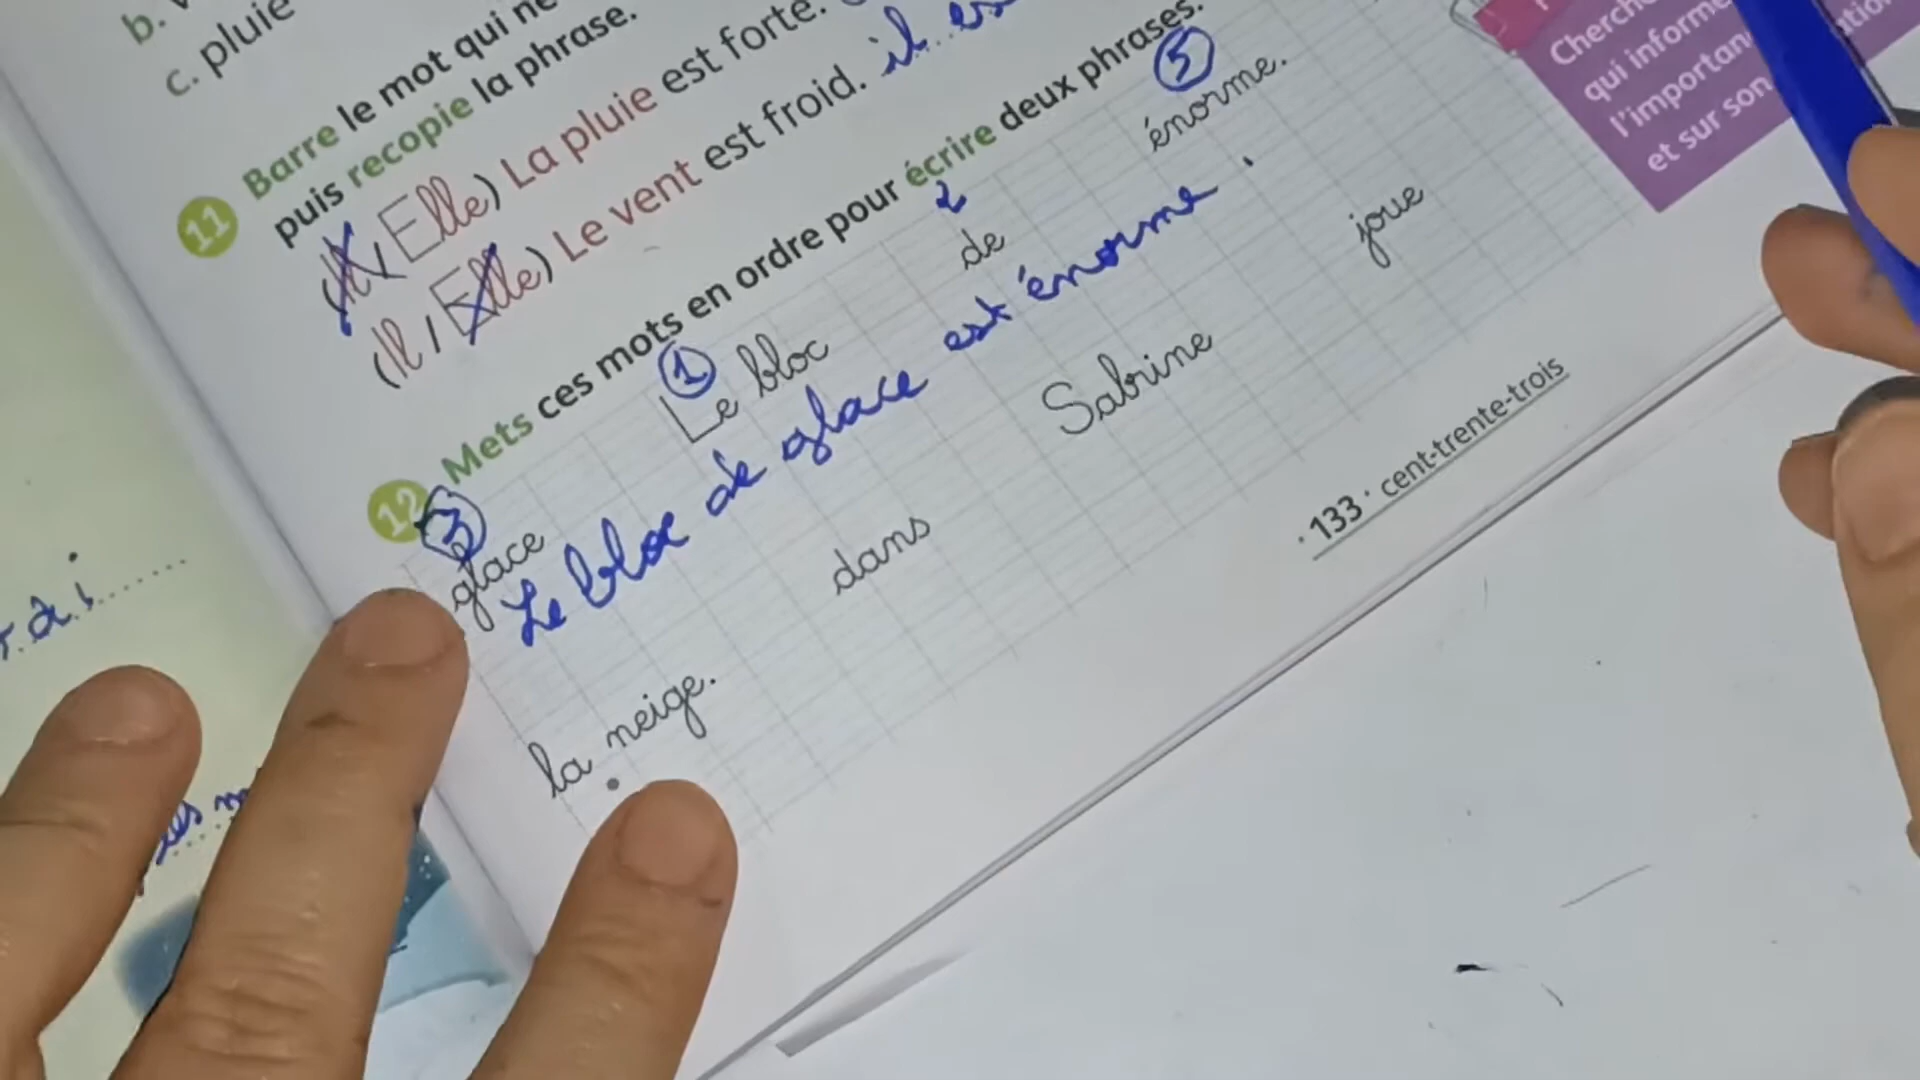 b.
c. pluie
11 Barre le mot qui ne
puis recopie la phrase.
(Il, Elle) La pluie est forte.
(Il / Elle) Le vent est froid. il es
12 Mets ces mots en ordre pour écrire deux phrases.
3 1 2 5
glace Le bloc de énorme.
Le bloc de glace est énorme.
la neige. dans Sabrine joue
· 133 · cent-trente-trois
Cherch
qui informe
l'importan
et sur son